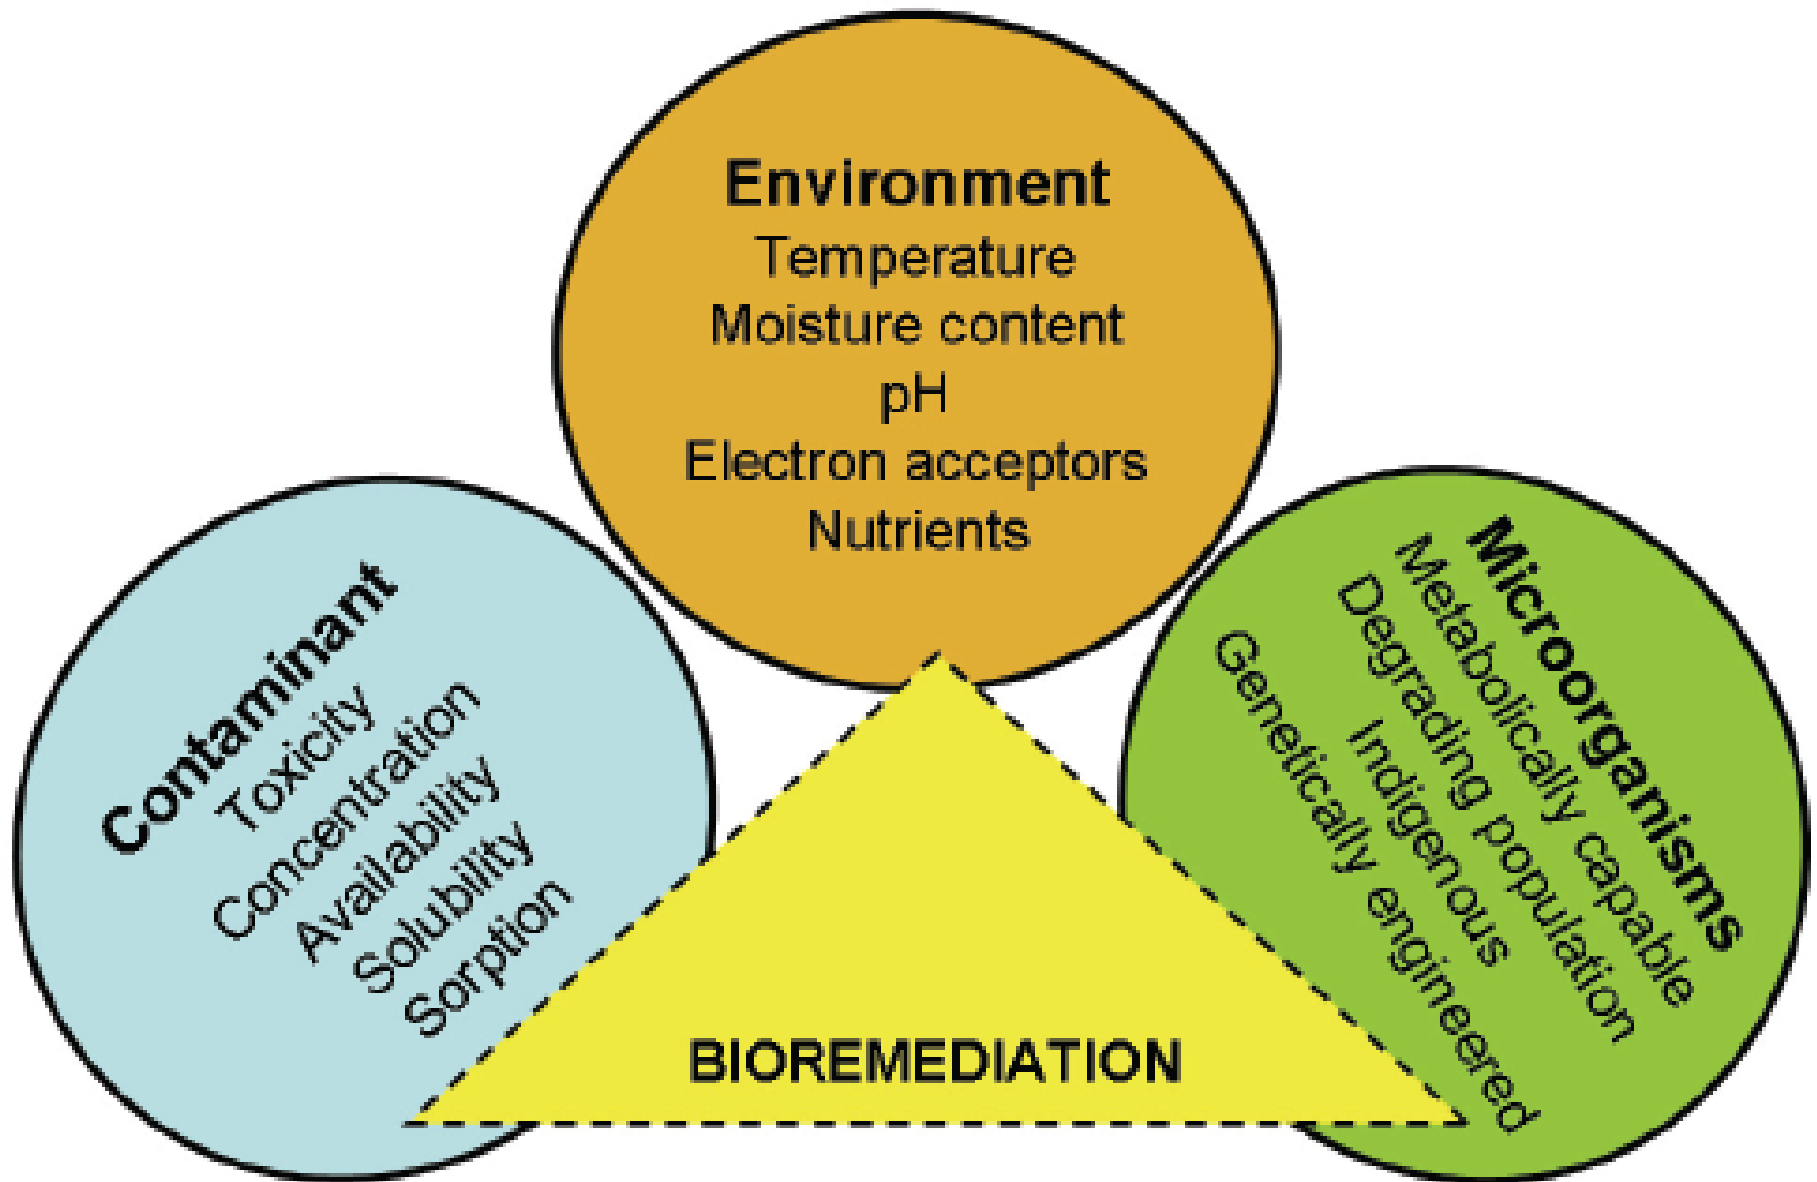 Environment
Temperature
Moisture content
pH
Electron acceptors
Nutrients
Contaminant
Toxicity
Concentration
Availability
Solubility
Sorption
Microorganisms
Metabolically capable
Degrading population
Indigenous
Genetically engineered
BIOREMEDIATION